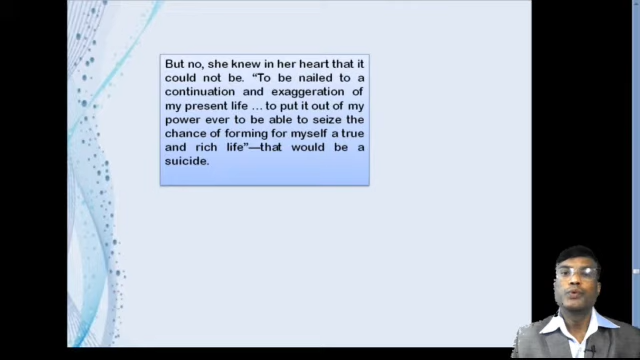 But no, she knew in her heart that it
could not be. “To be nailed to a
continuation and exaggeration of
my present life … to put it out of my
power ever to be able to seize the
chance of forming for myself a true
and rich life”—that would be a
suicide.